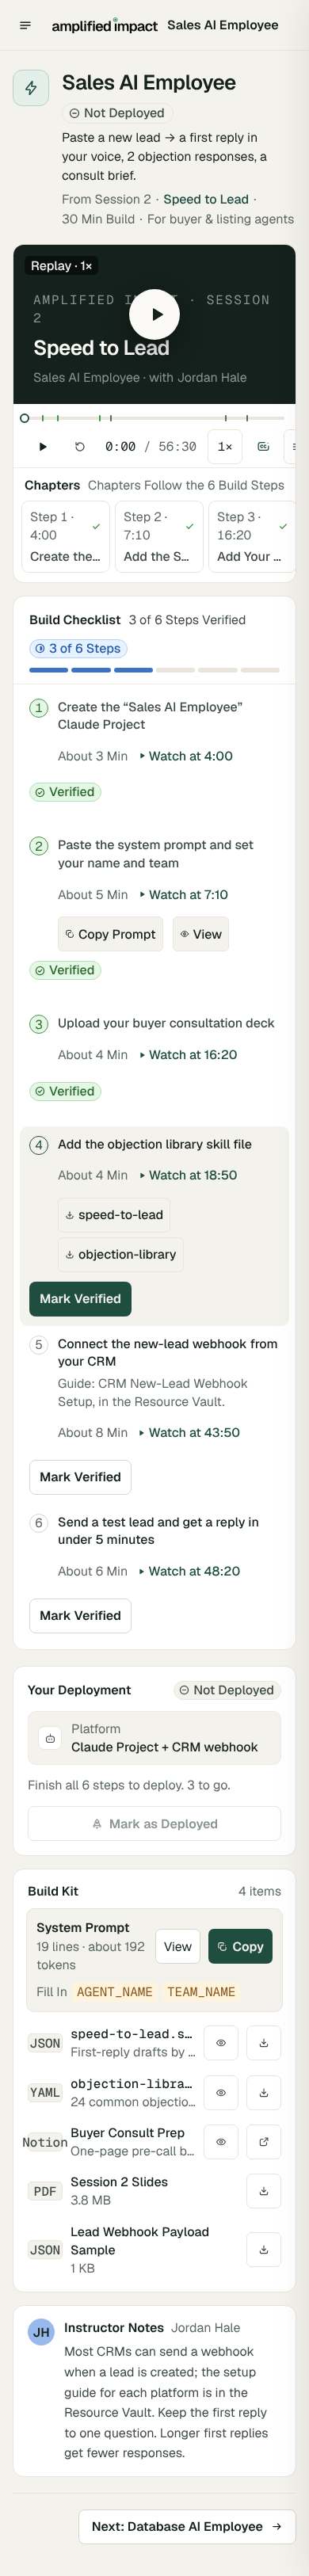 amplified impact Sales AI Employee
Sales AI Employee
Not Deployed
Paste a new lead → a first reply in
your voice, 2 objection responses, a
consult brief.
From Session 2 · Speed to Lead ·
30 Min Build · For buyer & listing agents
Replay · 1×
AMPLIFIED · SESSION
2
Speed to Lead
Sales AI Employee · with Jordan Hale
0:00 / 56:30 1×
Chapters Chapters Follow the 6 Build Steps
Step 1 ·
4:00
Create the...
Step 2 ·
7:10
Add the S...
Step 3 ·
16:20
Add Your ...
Build Checklist 3 of 6 Steps Verified
3 of 6 Steps
1 Create the “Sales AI Employee”
Claude Project
About 3 Min Watch at 4:00
Verified
2 Paste the system prompt and set
your name and team
About 5 Min Watch at 7:10
Copy Prompt View
Verified
3 Upload your buyer consultation deck
About 4 Min Watch at 16:20
Verified
4 Add the objection library skill file
About 4 Min Watch at 18:50
speed-to-lead
objection-library
Mark Verified
5 Connect the new-lead webhook from
your CRM
Guide: CRM New-Lead Webhook
Setup, in the Resource Vault.
About 8 Min Watch at 43:50
Mark Verified
6 Send a test lead and get a reply in
under 5 minutes
About 6 Min Watch at 48:20
Mark Verified
Your Deployment Not Deployed
Platform
Claude Project + CRM webhook
Finish all 6 steps to deploy. 3 to go.
Mark as Deployed
Build Kit 4 items
System Prompt
19 lines · about 192
tokens
View Copy
Fill In AGENT_NAME TEAM_NAME
JSON speed-to-lead.s...
First-reply drafts by ...
YAML objection-libra...
24 common objectio...
Notion Buyer Consult Prep
One-page pre-call b...
PDF Session 2 Slides
3.8 MB
JSON Lead Webhook Payload
Sample
1 KB
JH Instructor Notes Jordan Hale
Most CRMs can send a webhook
when a lead is created; the setup
guide for each platform is in the
Resource Vault. Keep the first reply
to one question. Longer first replies
get fewer responses.
Next: Database AI Employee →